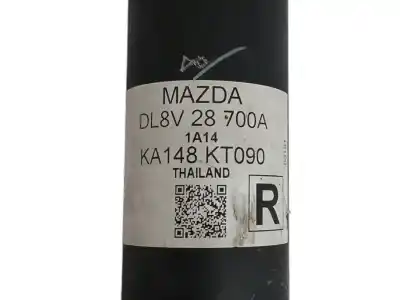 MAZDA
DL8V 28 700A
1A14
KA148 KT090
THAILAND
R